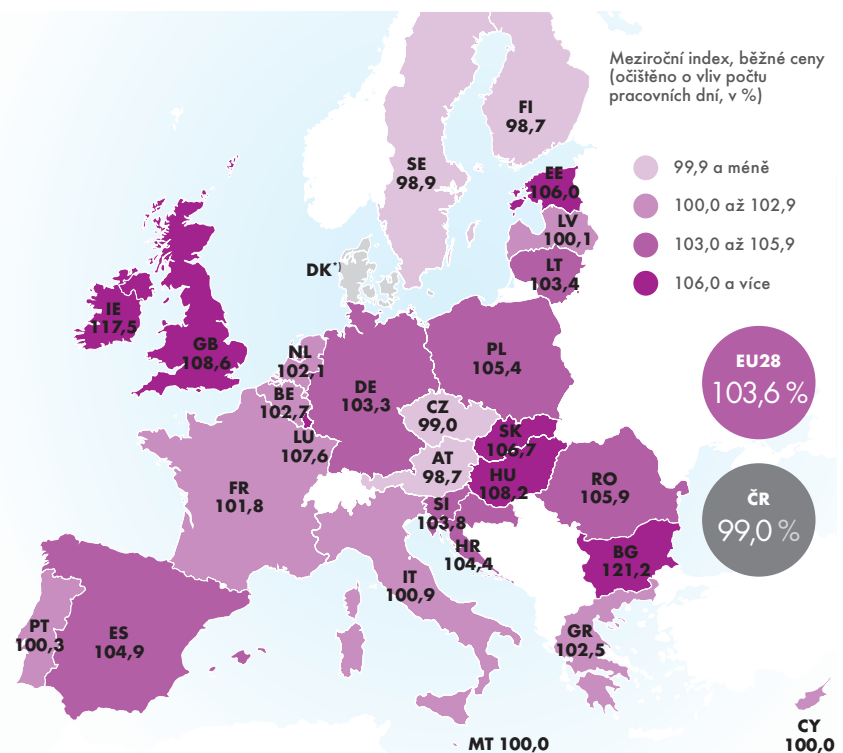 Meziroční index, běžné ceny
(očištěno o vliv počtu
pracovních dní, v %)
99,9 a méně
100,0 až 102,9
103,0 až 105,9
106,0 a více
EU28
103,6 %
ČR
99,0 %
FI
98,7
SE
98,9
EE
106,0
LV
100,1
LT
103,4
DK*)
IE
117,5
GB
108,6
NL
102,1
BE
102,7
LU
107,6
DE
103,3
PL
105,4
CZ
99,0
SK
106,7
AT
98,7
HU
108,2
RO
105,9
SI
103,8
HR
104,4
BG
121,2
FR
101,8
IT
100,9
PT
100,3
ES
104,9
GR
102,5
MT 100,0
CY
100,0